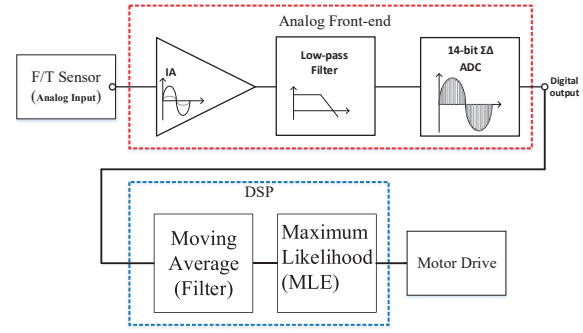 Analog Front-end
F/T Sensor
(Analog Input)
IA
Low-pass
Filter
14-bit ΣΔ
ADC
Digital
output
DSP
Moving
Average
(Filter)
Maximum
Likelihood
(MLE)
Motor Drive